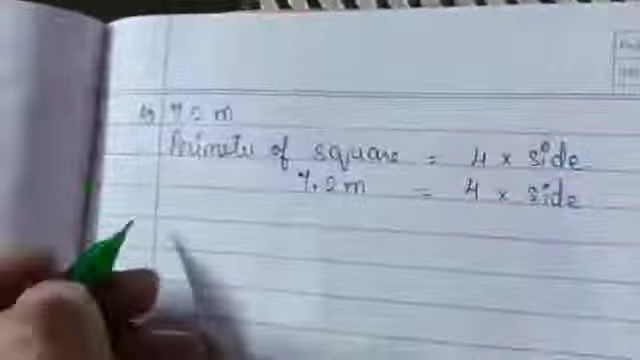 7.2 m
Perimeter of square = 4 × side
7.2 m = 4 × side